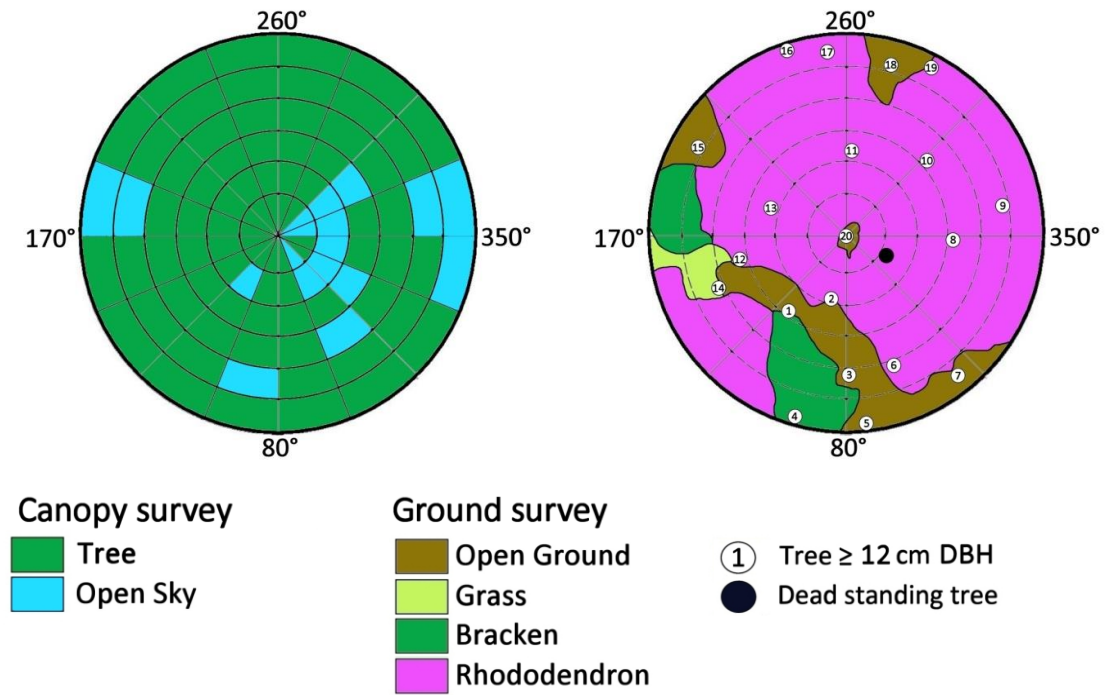 260°
260°
16
17
18
19
15
11
10
9
13
170°
350°
170°
20
8
350°
12
14
2
1
6
3
7
4
5
80°
80°
Canopy survey
Tree
Open Sky
Ground survey
Open Ground
Grass
Bracken
Rhododendron
1 Tree ≥ 12 cm DBH
Dead standing tree